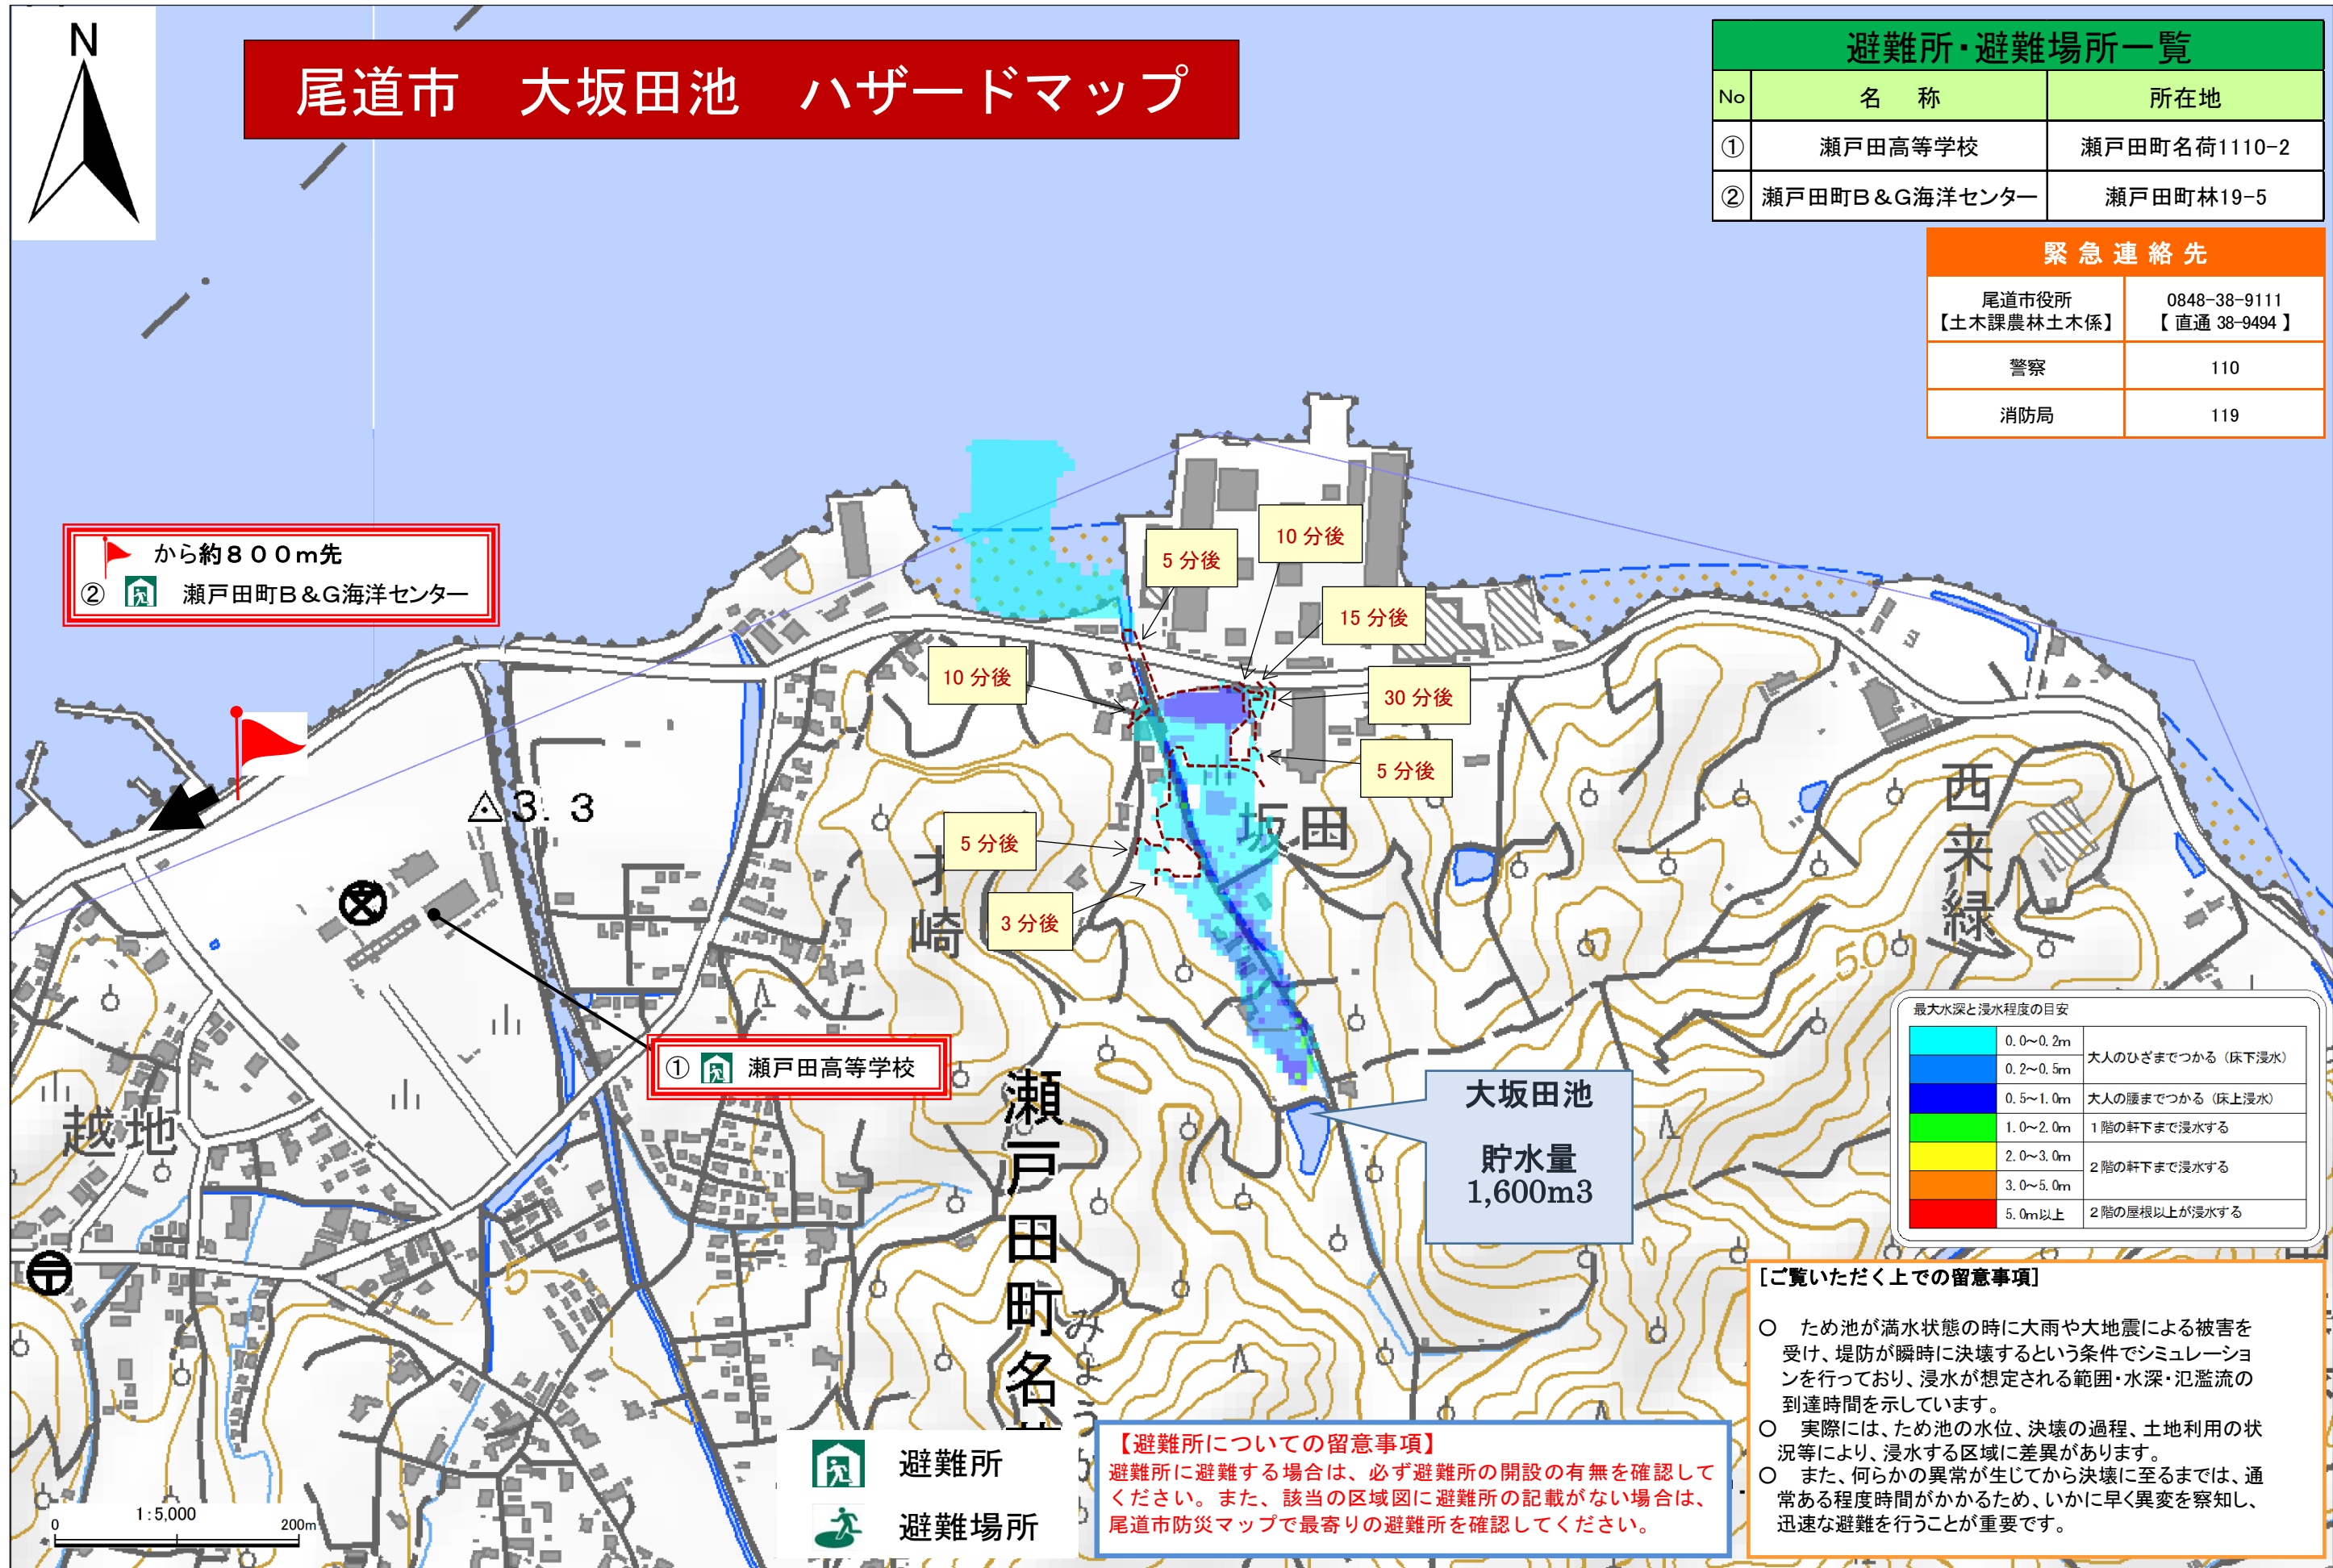 N
尾道市　大坂田池　ハザードマップ
避難所・避難場所一覧
No 名　称 所在地
① 瀬戸田高等学校 瀬戸田町名荷1110-2
② 瀬戸田町B&G海洋センター 瀬戸田町林19-5
緊急連絡先
尾道市役所
【土木課農林土木係】
0848-38-9111
【 直通 38-9494 】
警察 110
消防局 119
から約８００ｍ先
② 瀬戸田町B&G海洋センター
5 分後
10 分後
15 分後
10 分後
30 分後
5 分後
5 分後
3 分後
3.3
坂田
崎
西来緑
50
① 瀬戸田高等学校
越地
瀬戸田町名
みょう
5
大坂田池
貯水量
1,600m3
最大水深と浸水程度の目安
0.0～0.2m
大人のひざまでつかる（床下浸水）
0.2～0.5m
0.5～1.0m 大人の腰までつかる（床上浸水）
1.0～2.0m １階の軒下まで浸水する
2.0～3.0m
２階の軒下まで浸水する
3.0～5.0m
5.0m以上 ２階の屋根以上が浸水する
[ご覧いただく上での留意事項]
○　ため池が満水状態の時に大雨や大地震による被害を
受け、堤防が瞬時に決壊するという条件でシミュレーショ
ンを行っており、浸水が想定される範囲・水深・氾濫流の
到達時間を示しています。
○　実際には、ため池の水位、決壊の過程、土地利用の状
況等により、浸水する区域に差異があります。
○　また、何らかの異常が生じてから決壊に至るまでは、通
常ある程度時間がかかるため、いかに早く異変を察知し、
迅速な避難を行うことが重要です。
避難所
避難場所
【避難所についての留意事項】
避難所に避難する場合は、必ず避難所の開設の有無を確認して
ください。また、該当の区域図に避難所の記載がない場合は、
尾道市防災マップで最寄りの避難所を確認してください。
1:5,000
0 200m